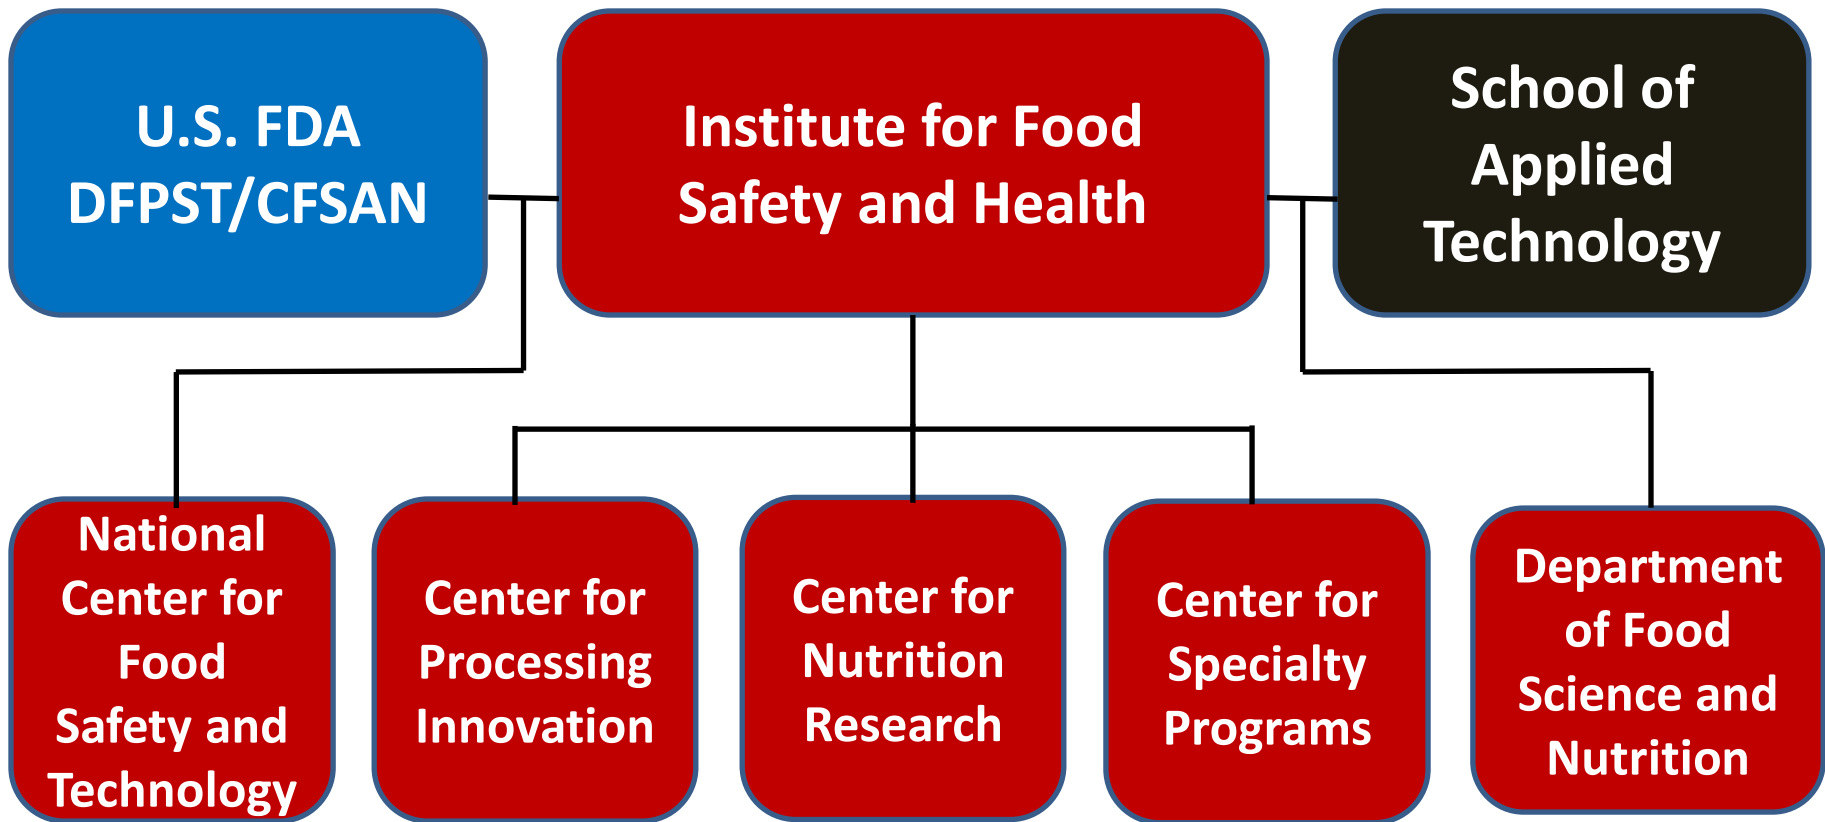 U.S. FDA
DFPST/CFSAN
Institute for Food
Safety and Health
School of
Applied
Technology
National
Center for
Food
Safety and
Technology
Center for
Processing
Innovation
Center for
Nutrition
Research
Center for
Specialty
Programs
Department
of Food
Science and
Nutrition